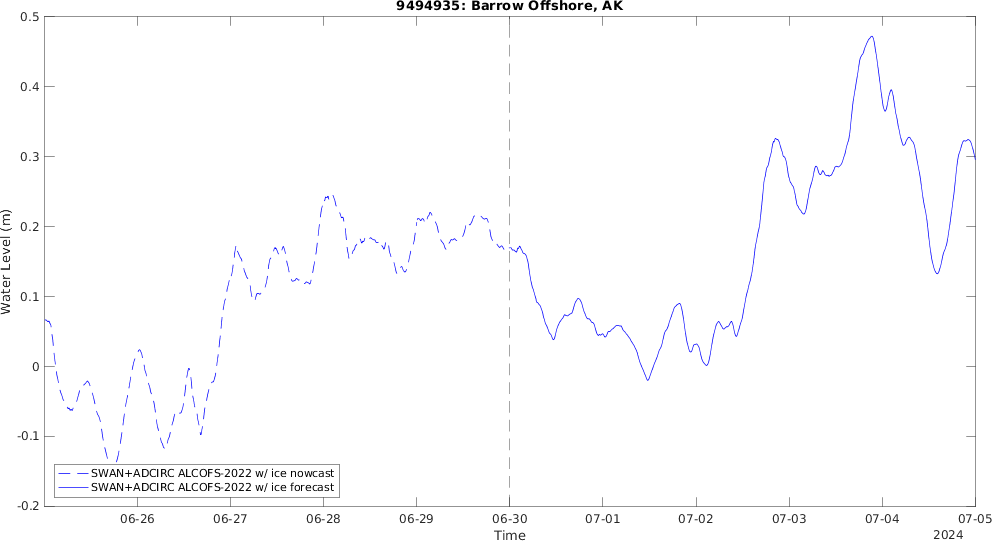 9494935: Barrow Offshore, AK
Water Level (m)
0.5
0.4
0.3
0.2
0.1
0
-0.1
-0.2
SWAN+ADCIRC ALCOFS-2022 w/ ice nowcast
SWAN+ADCIRC ALCOFS-2022 w/ ice forecast
06-26 06-27 06-28 06-29 06-30 07-01 07-02 07-03 07-04 07-05
Time
2024